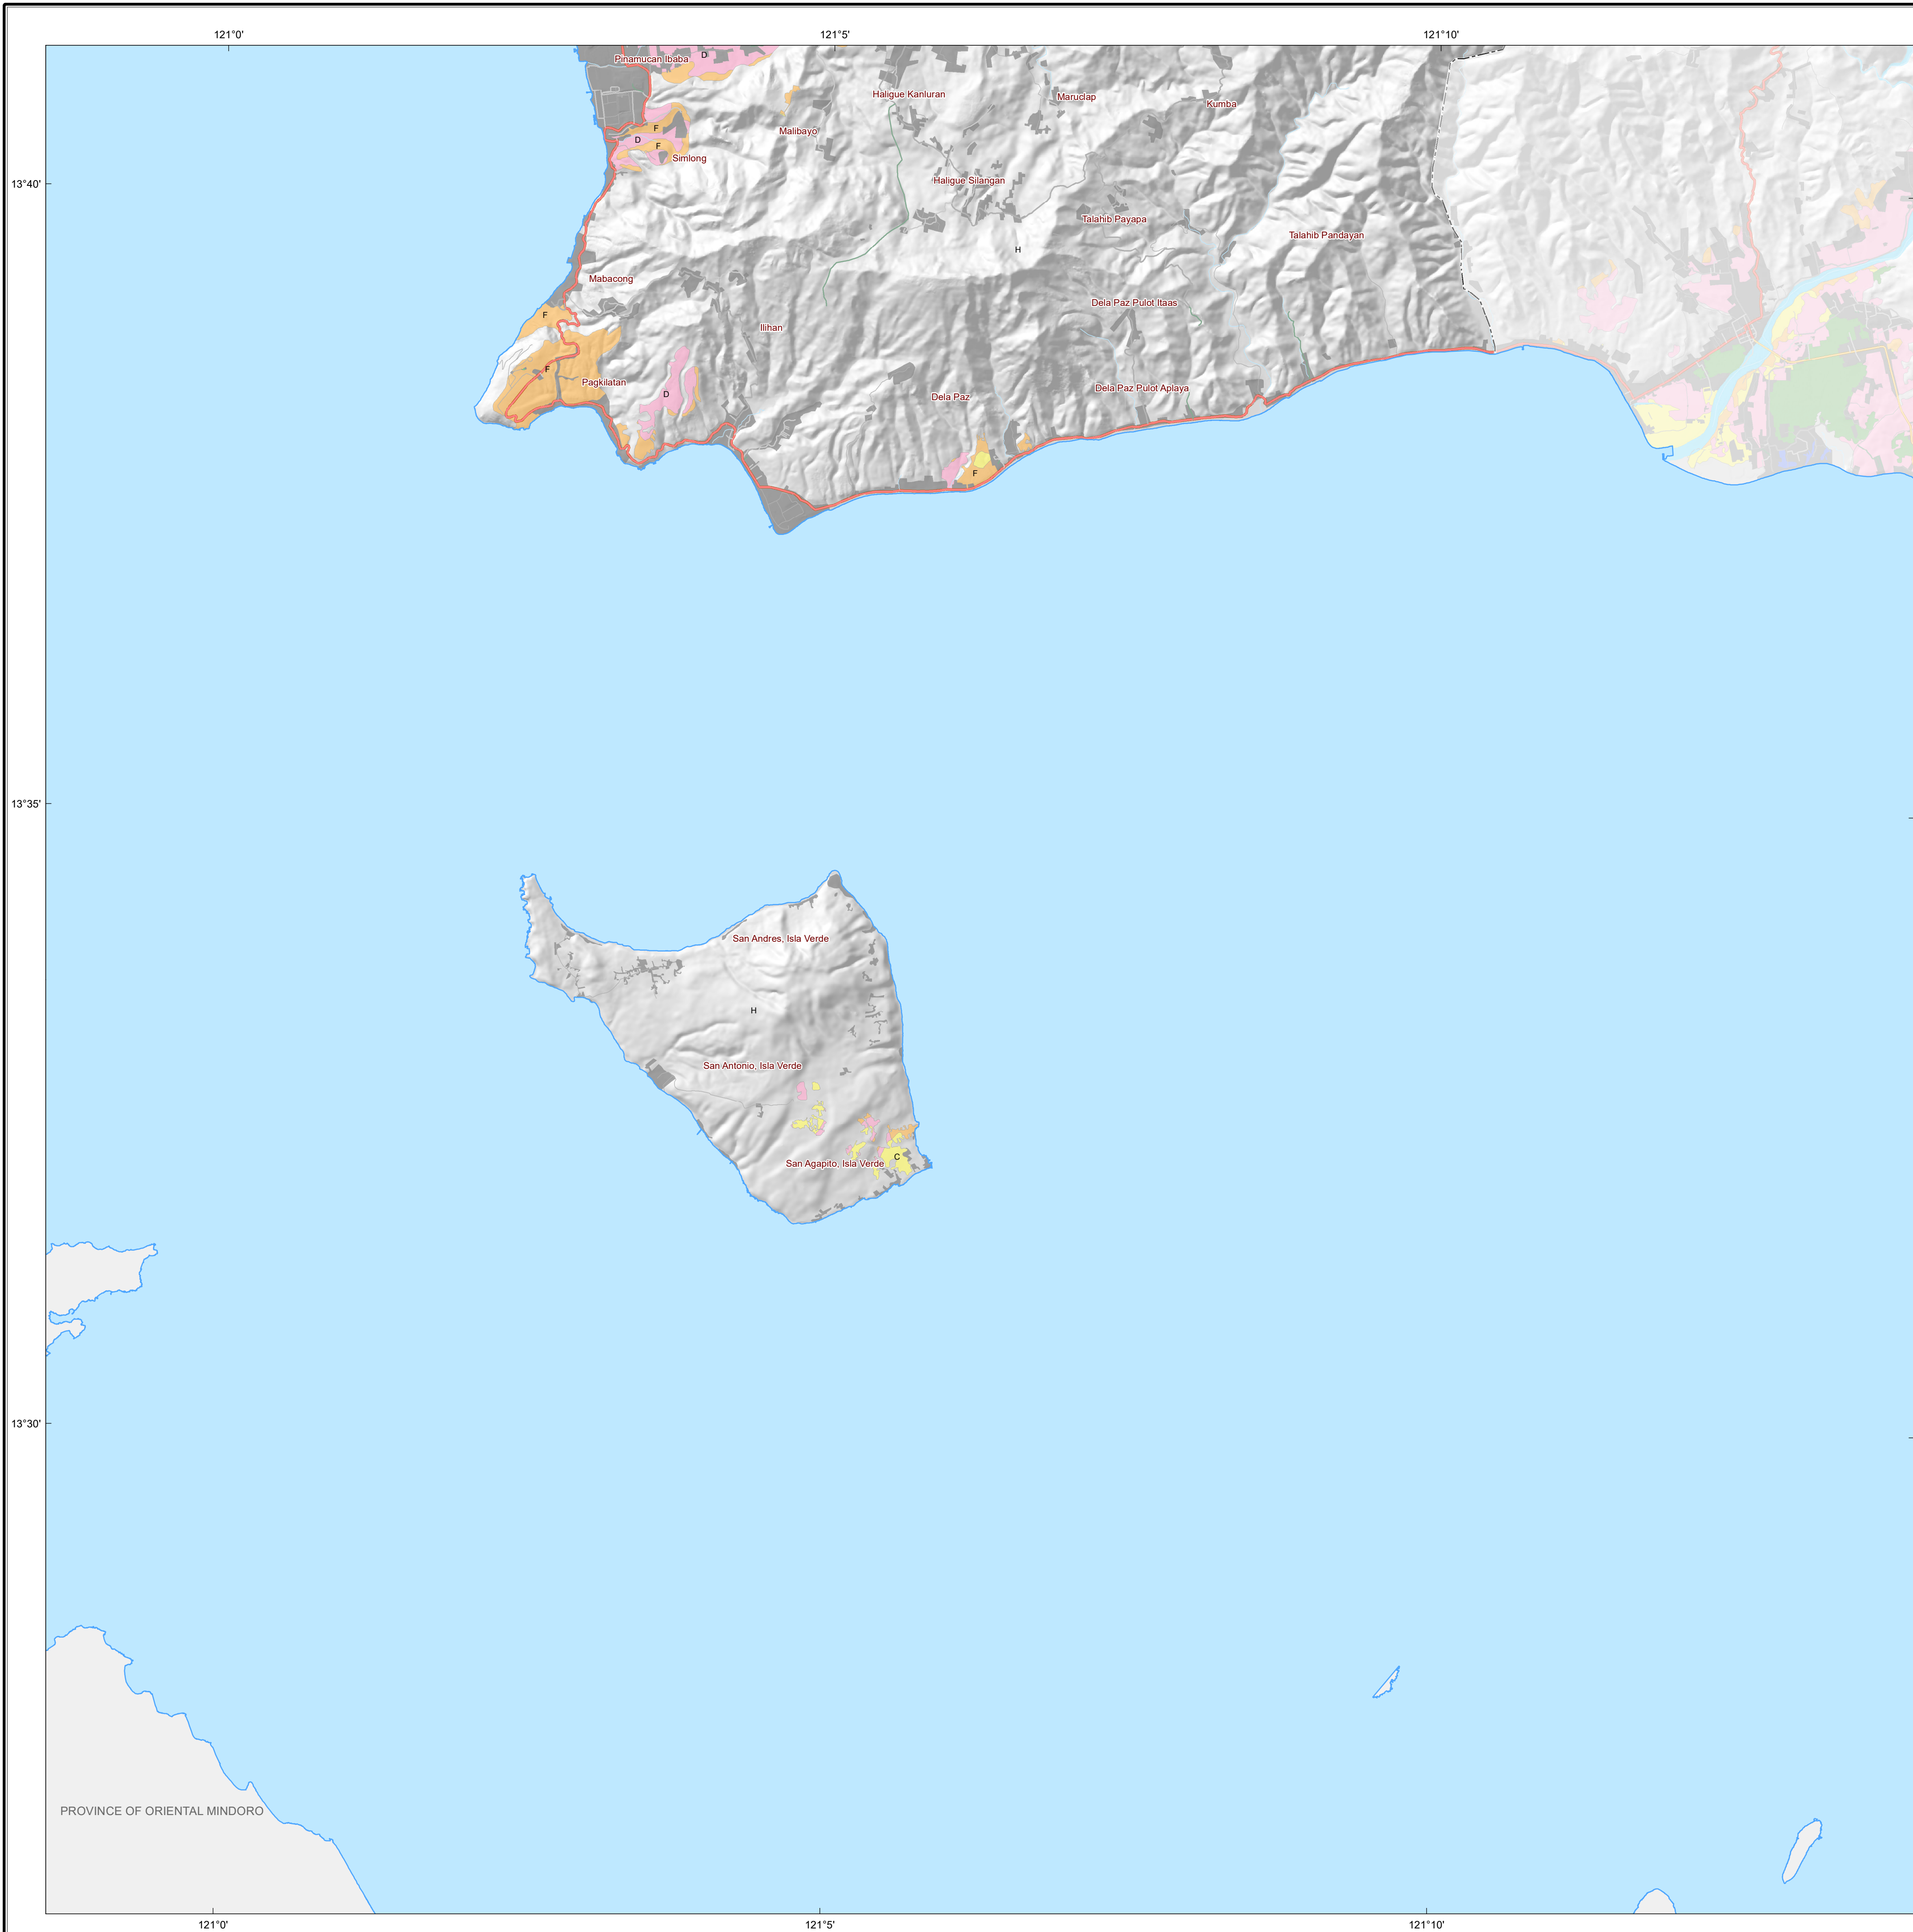 121°0' 121°5' 121°10'
Pinamucan Ibaba
D
Haligue Kanluran
Maruclap
Kumba
F
Malibayo
D
F
Simlong
13°40'
Haligue Silangan
Talahib Payapa
Talahib Pandayan
H
Mabacong
Dela Paz Pulot Itaas
F
Ilihan
F
Pagkilatan
Dela Paz Pulot Aplaya
D
Dela Paz
F
13°35'
San Andres, Isla Verde
H
San Antonio, Isla Verde
C
San Agapito, Isla Verde
13°30'
PROVINCE OF ORIENTAL MINDORO
121°0' 121°5' 121°10'